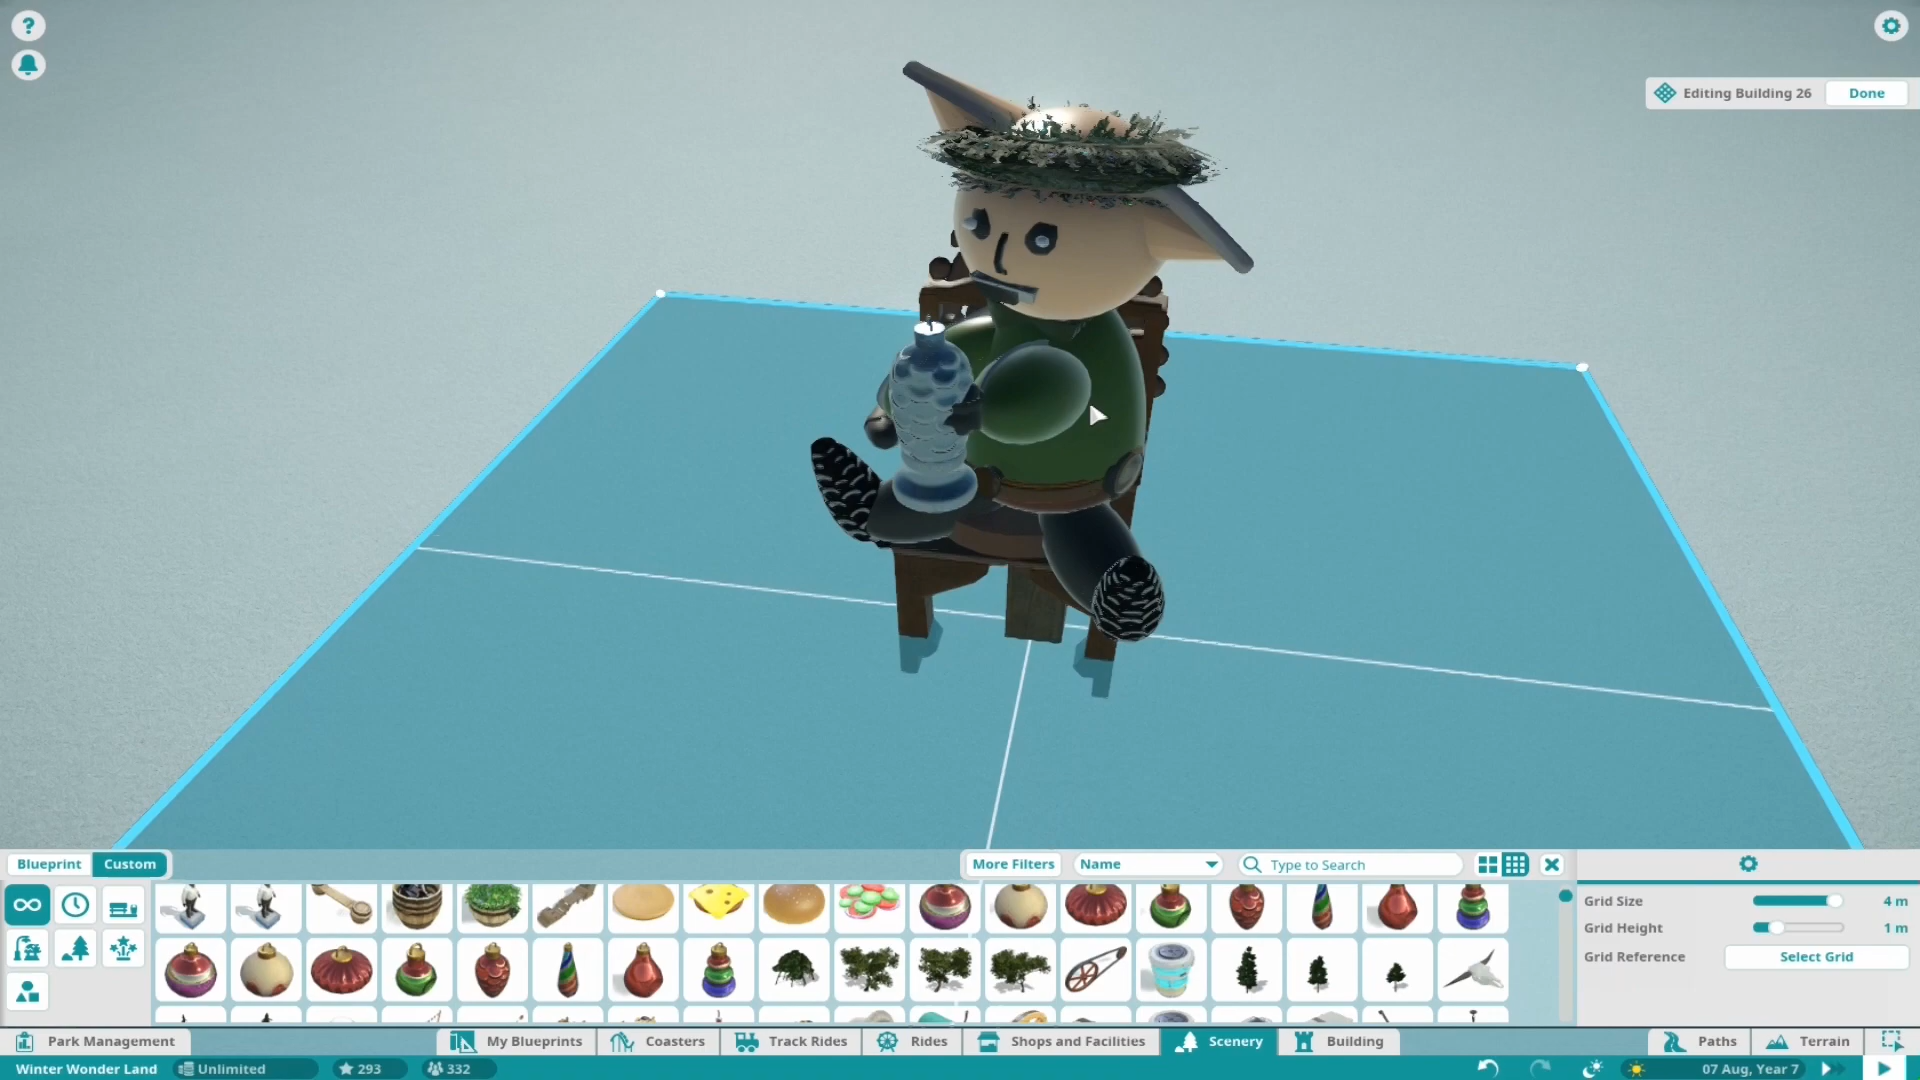 ?
Editing Building 26
Done
Blueprint
Custom
More Filters
Name
Type to Search
Grid Size
4 m
Grid Height
1 m
Grid Reference
Select Grid
Park Management
My Blueprints
Coasters
Track Rides
Rides
Shops and Facilities
Scenery
Building
Paths
Terrain
Winter Wonder Land
Unlimited
293
332
07 Aug, Year 7